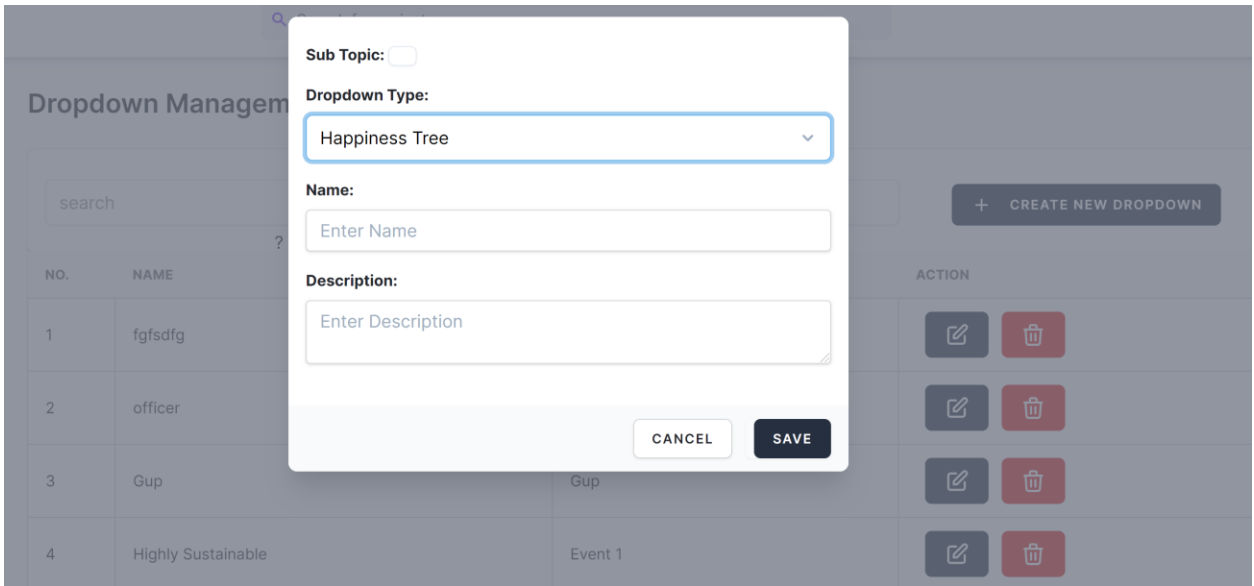 Sub Topic:
Dropdown Managem
Dropdown Type:
Happiness Tree
Name:
search
+ CREATE NEW DROPDOWN
Enter Name
?
NO. NAME ACTION
Description:
Enter Description
1 fgfsdfg
2 officer
CANCEL SAVE
3 Gup Gup
4 Highly Sustainable Event 1